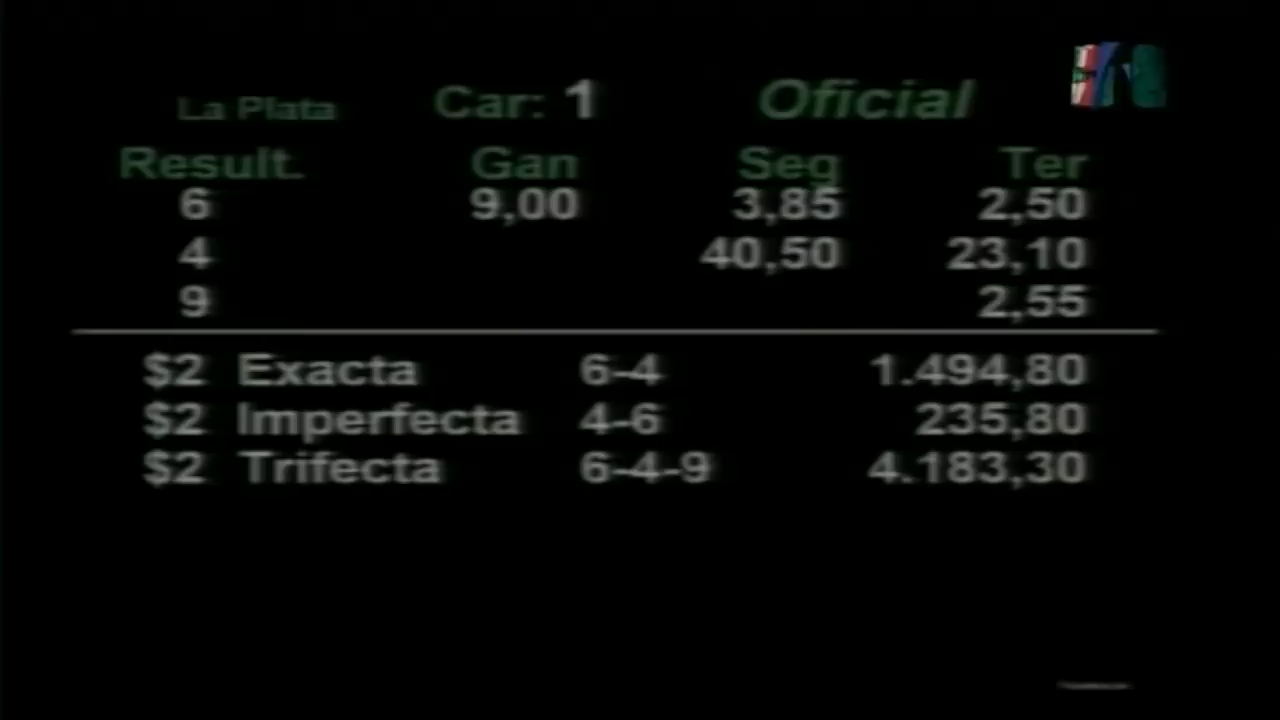 La Plata Car: 1 Oficial
Result. Gan Seg Ter
6 9,00 3,85 2,50
4 40,50 23,10
9 2,55
$2 Exacta 6-4 1.494,80
$2 Imperfecta 4-6 235,80
$2 Trifecta 6-4-9 4.183,30